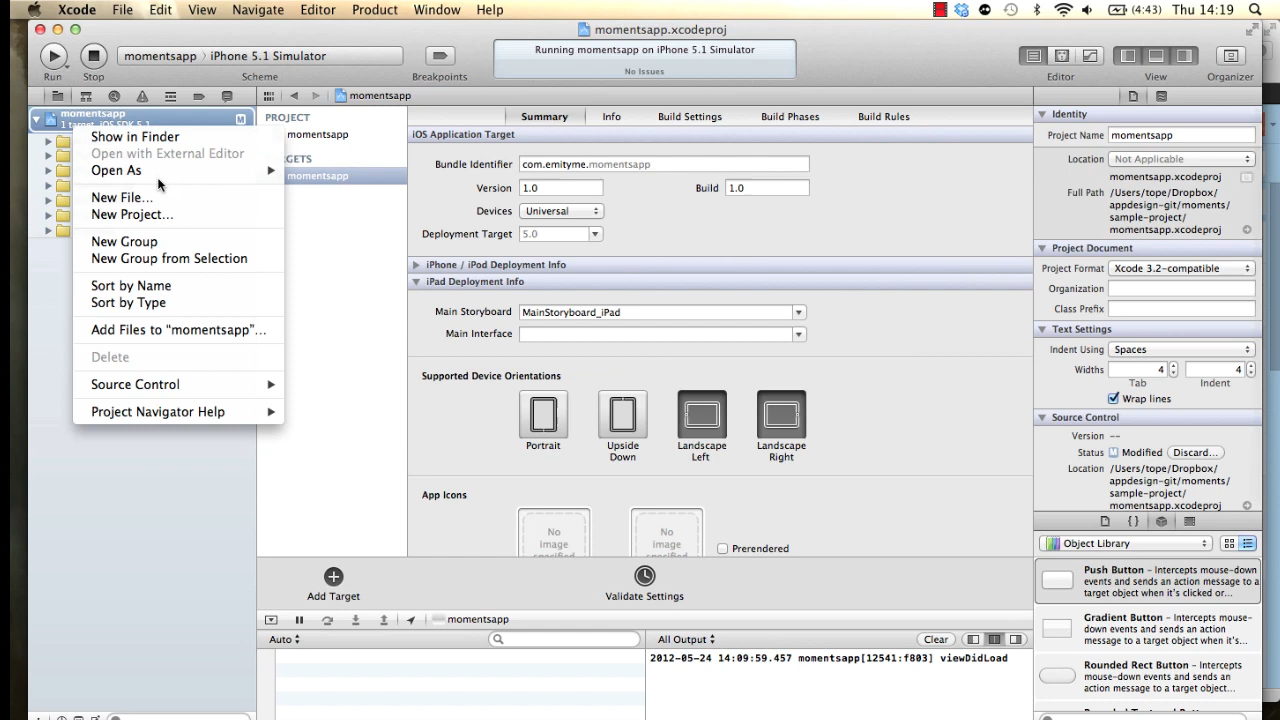 Xcode File Edit View Navigate Editor Product Window Help (4:43) Thu 14:19
momentsapp.xcodeproj
momentsapp iPhone 5.1 Simulator
Running momentsapp on iPhone 5.1 Simulator
No Issues
Run Stop Scheme Breakpoints Editor View Organizer
momentsapp
momentsapp
1 target, iOS SDK 5.1
M
Show in Finder
Open with External Editor
Open As
New File...
New Project...
New Group
New Group from Selection
Sort by Name
Sort by Type
Add Files to “momentsapp”...
Delete
Source Control
Project Navigator Help
PROJECT
momentsapp
GETS
momentsapp
Summary Info Build Settings Build Phases Build Rules
iOS Application Target
Bundle Identifier com.emityme.momentsapp
Version 1.0 Build 1.0
Devices Universal
Deployment Target 5.0
iPhone / iPod Deployment Info
iPad Deployment Info
Main Storyboard MainStoryboard_iPad
Main Interface
Supported Device Orientations
Portrait
Upside
Down
Landscape
Left
Landscape
Right
App Icons
No
image
No
image
Prerendered
Add Target
Validate Settings
momentsapp
Auto
All Output
Clear
2012-05-24 14:09:59.457 momentsapp[12541:f803] viewDidLoad
Identity
Project Name momentsapp
Location Not Applicable
momentsapp.xcodeproj
Full Path /Users/tope/Dropbox/
appdesign-git/moments/
sample-project/
momentsapp.xcodeproj
Project Document
Project Format Xcode 3.2-compatible
Organization
Class Prefix
Text Settings
Indent Using Spaces
Widths 4 4
Tab Indent
Wrap lines
Source Control
Version --
Status M Modified Discard...
Location /Users/tope/Dropbox/
appdesign-git/moments/
sample-project/
momentsapp.xcodeproj
{}
Object Library
Push Button – Intercepts mouse-down
events and sends an action message to a
target object when it's clicked or...
Gradient Button – Intercepts mouse-
down events and sends an action
message to a target object when it's...
Rounded Rect Button – Intercepts
mouse-down events and sends an
action message to a target object...